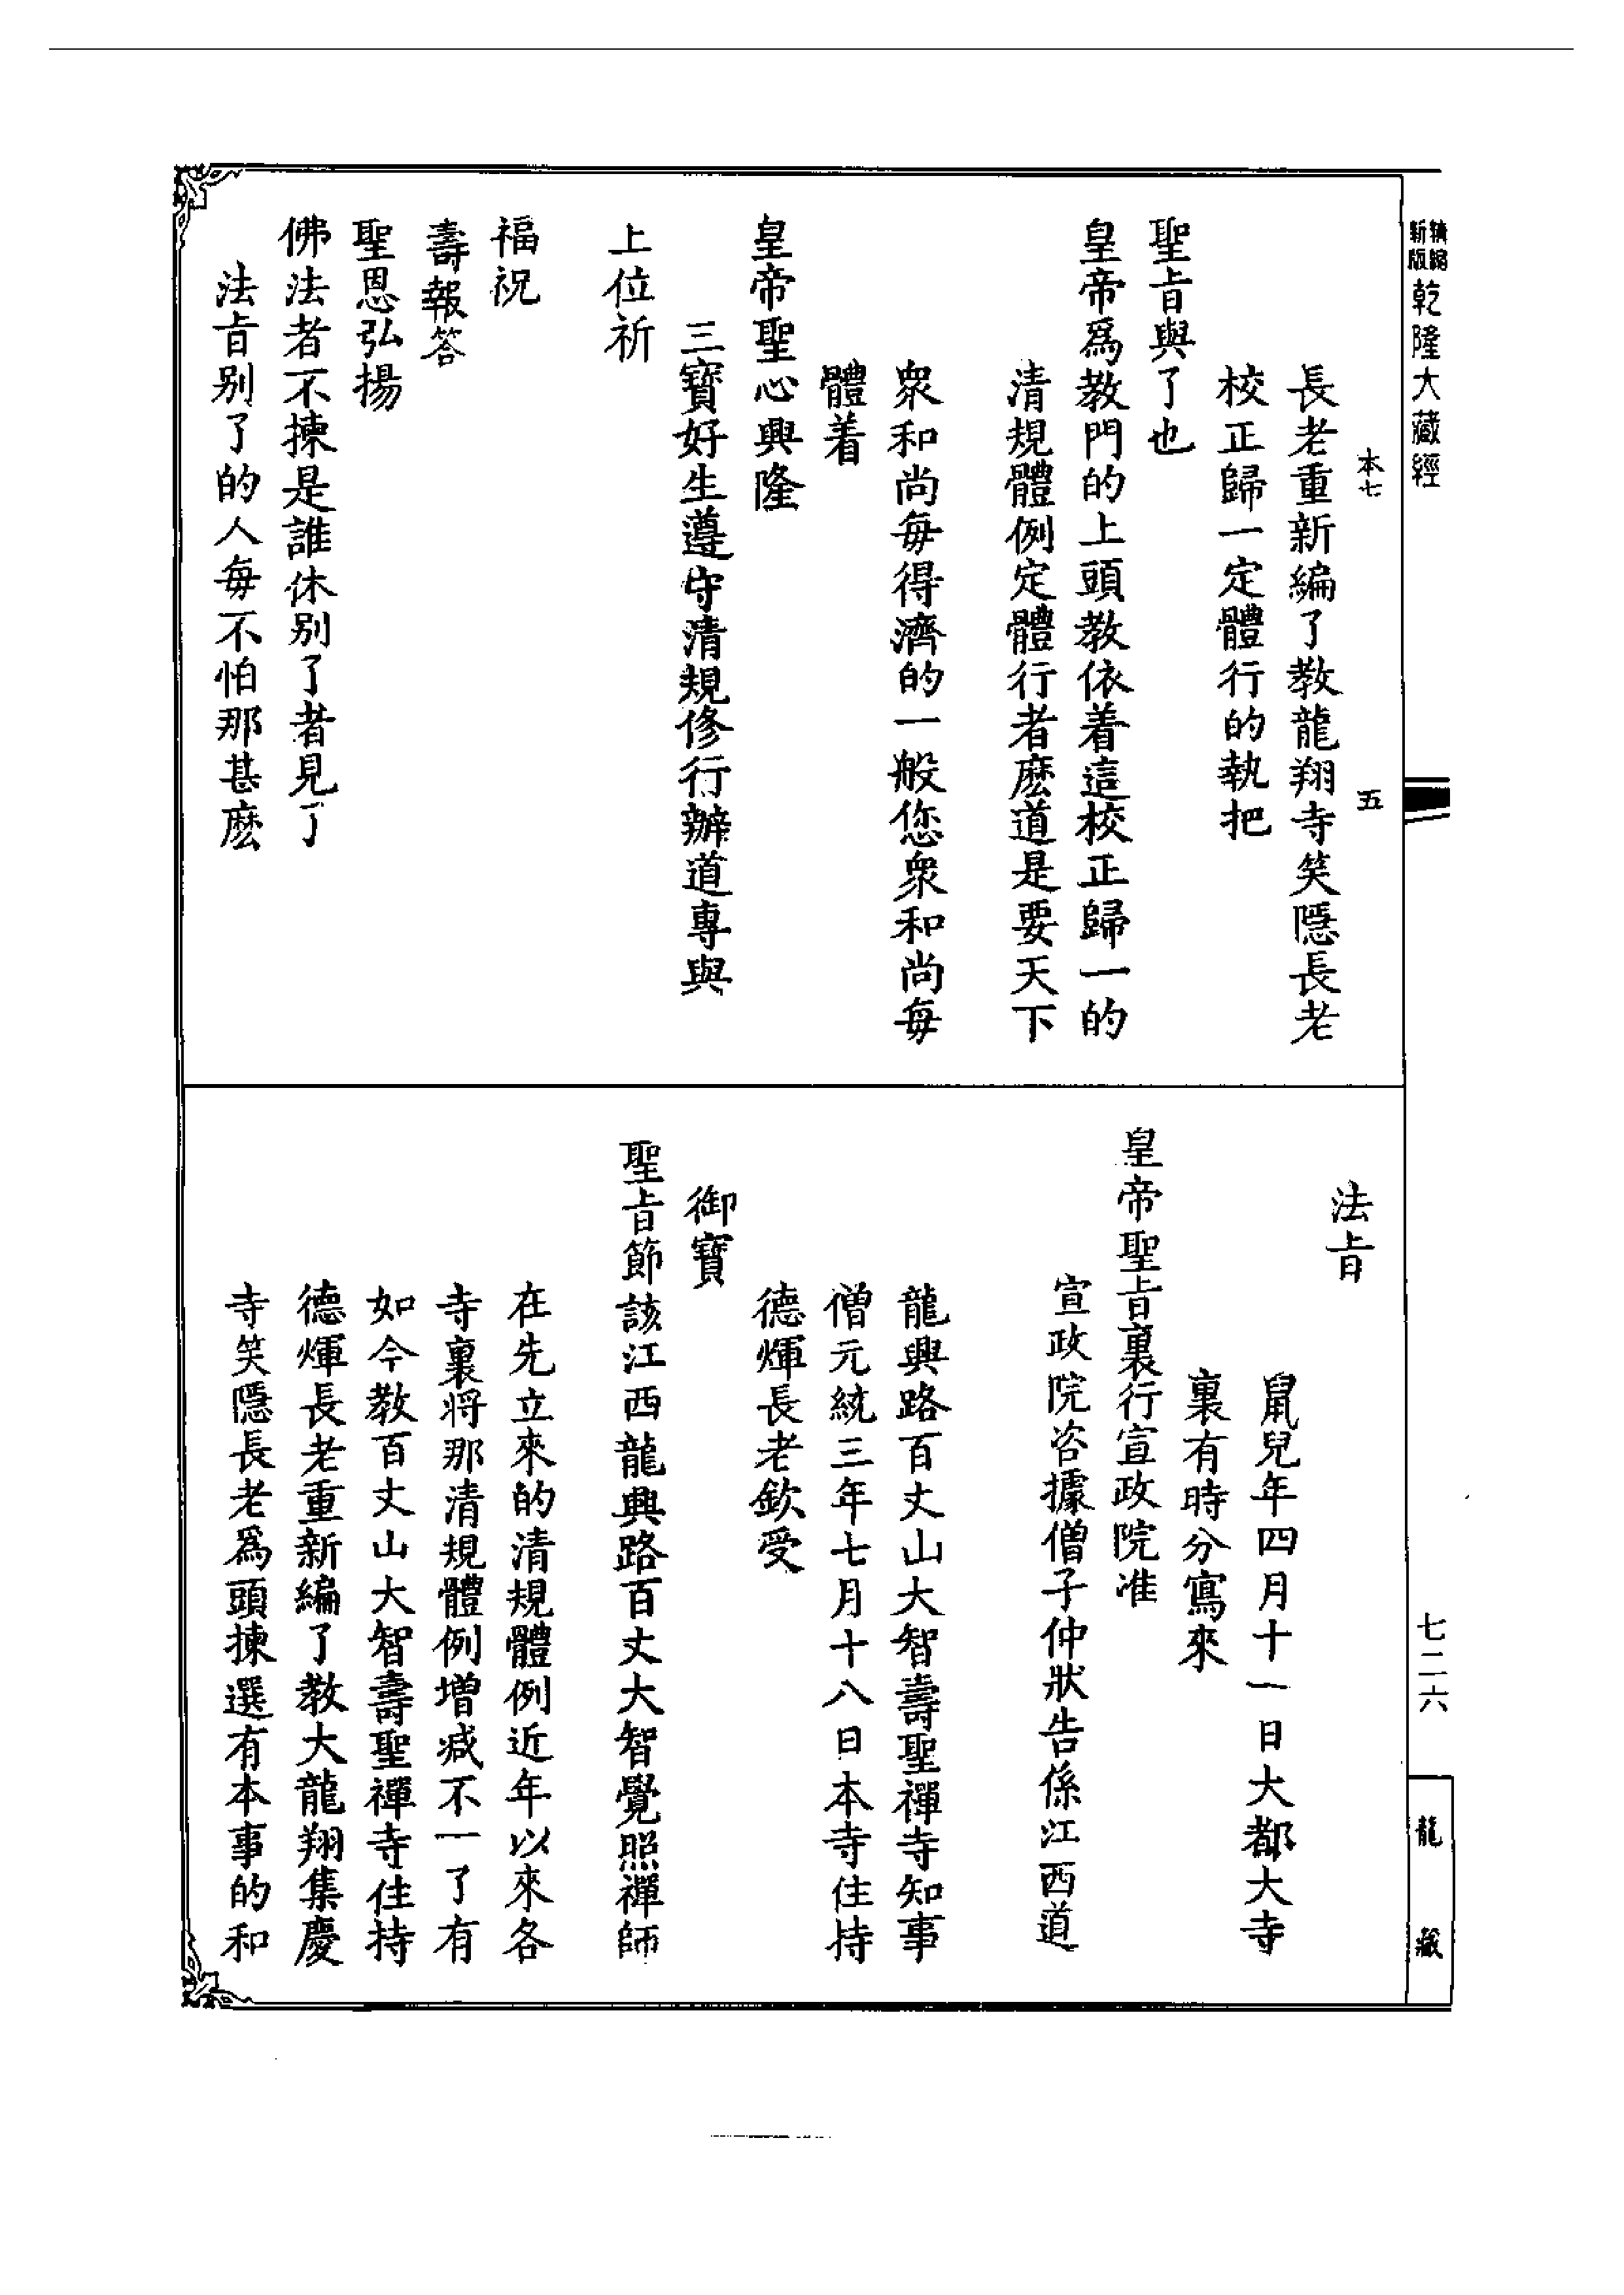 精編
新版
乾隆大藏經
本七
五
長老重新編了教龍翔寺笑隱長老
校正歸一定體行的執把
聖旨與了也
皇帝爲教門的上頭教依着這校正歸一的
清規體例定體行者麽道是要天下
衆和尚每得濟的一般您衆和尚每
體着
皇帝聖心興隆
三寳好生遵守清規修行辦道專與
上位祈
福祝
壽報答
聖恩弘揚
佛法者不揀是誰休别了者見了
法旨别了的人每不怕那甚麽
七二六
龍藏
法旨
鼠兒年四月十一日大都大寺
裏有時分寫來
皇帝聖旨裏行宣政院准
宣政院咨據僧子仲狀告係江西道
龍興路百丈山大智壽聖禪寺知事
僧元統三年七月十八日本寺住持
德煇長老欽受
御寳
聖旨節該江西龍興路百丈大智覺照禪師
在先立來的清規體例近年以來各
寺裏將那清規體例增减不一了有
如今教百丈山大智壽聖禪寺住持
德煇長老重新編了教大龍翔集慶
寺笑隱長老爲頭揀選有本事的和